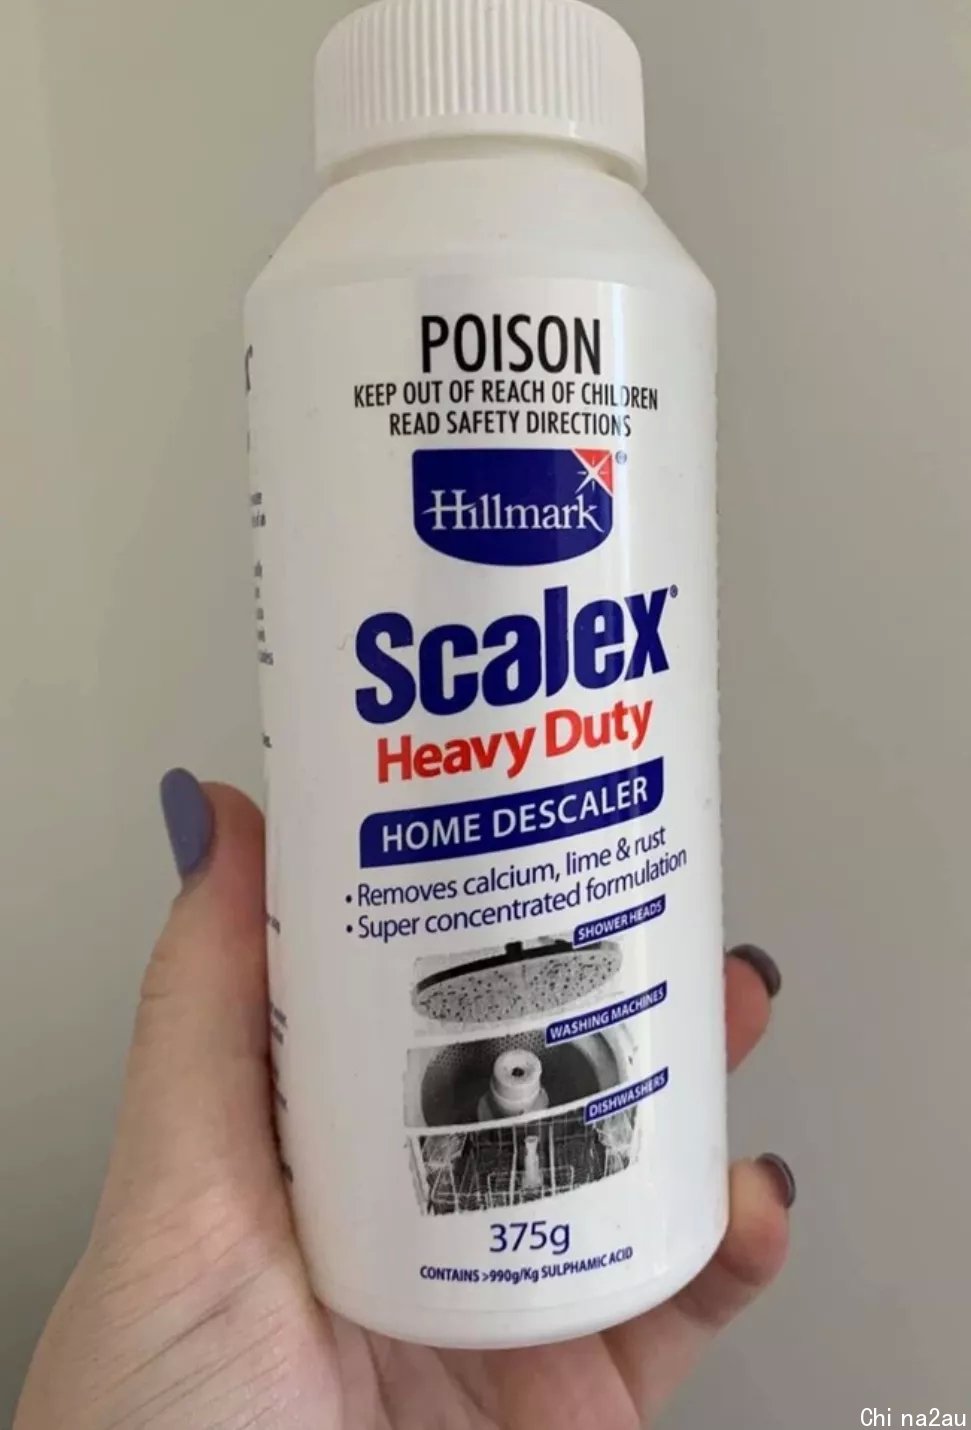 POISON
KEEP OUT OF REACH OF CHILDREN
READ SAFETY DIRECTIONS
Hillmark®
Scalex®
Heavy Duty
HOME DESCALER
• Removes calcium, lime & rust
• Super concentrated formulation
SHOWER HEADS
WASHING MACHINES
DISHWASHERS
375g
CONTAINS >990g/Kg SULPHAMIC ACID
Chi na2au